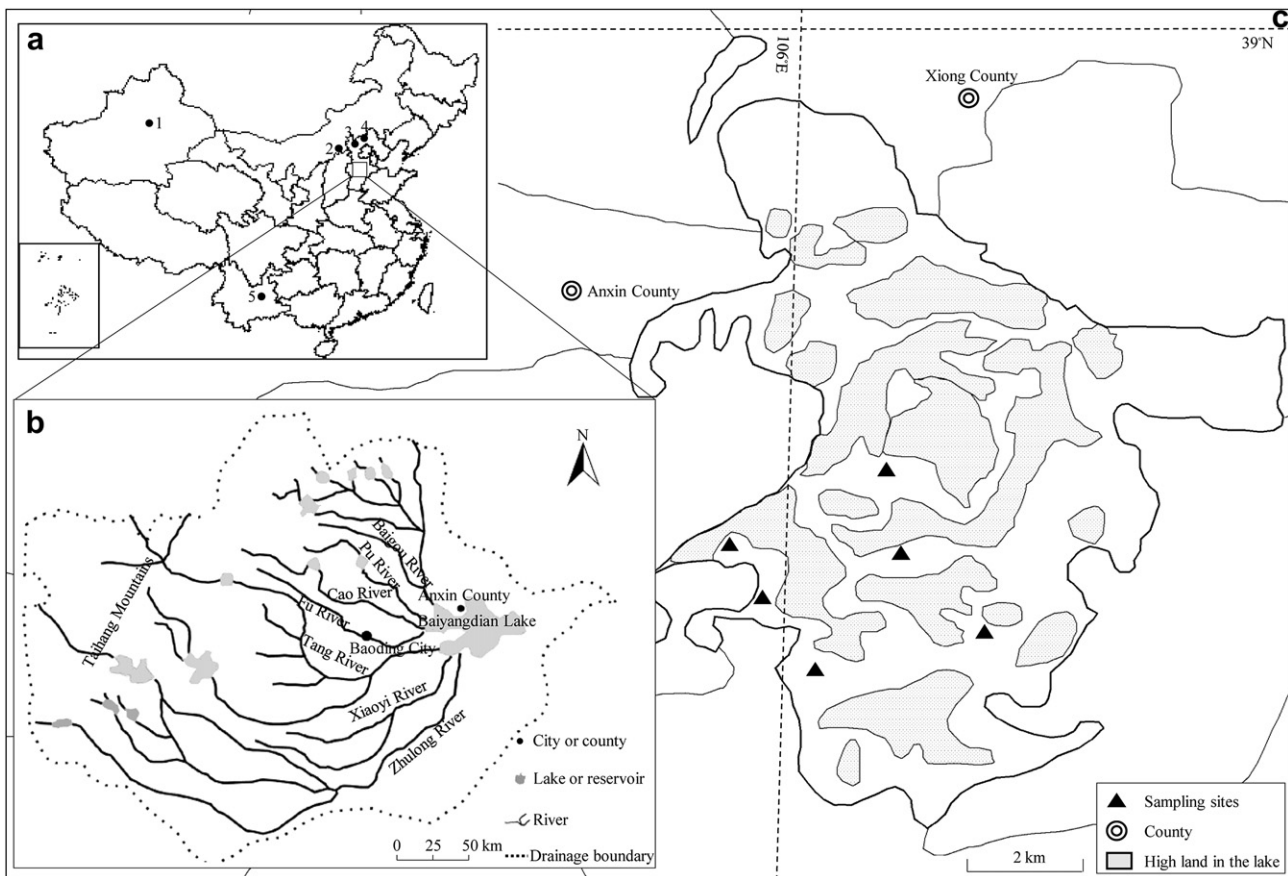 a
1
2
3
4
5
b
N
Taihang Mountains
Baigou River
Pu River
Cao River
Fu River
Tang River
Anxin County
Baiyangdian Lake
Baoding City
Xiaoyi River
Zhulong River
City or county
Lake or reservoir
River
Drainage boundary
0 25 50 km
c
106°E
39°N
Xiong County
Anxin County
Sampling sites
County
High land in the lake
2 km